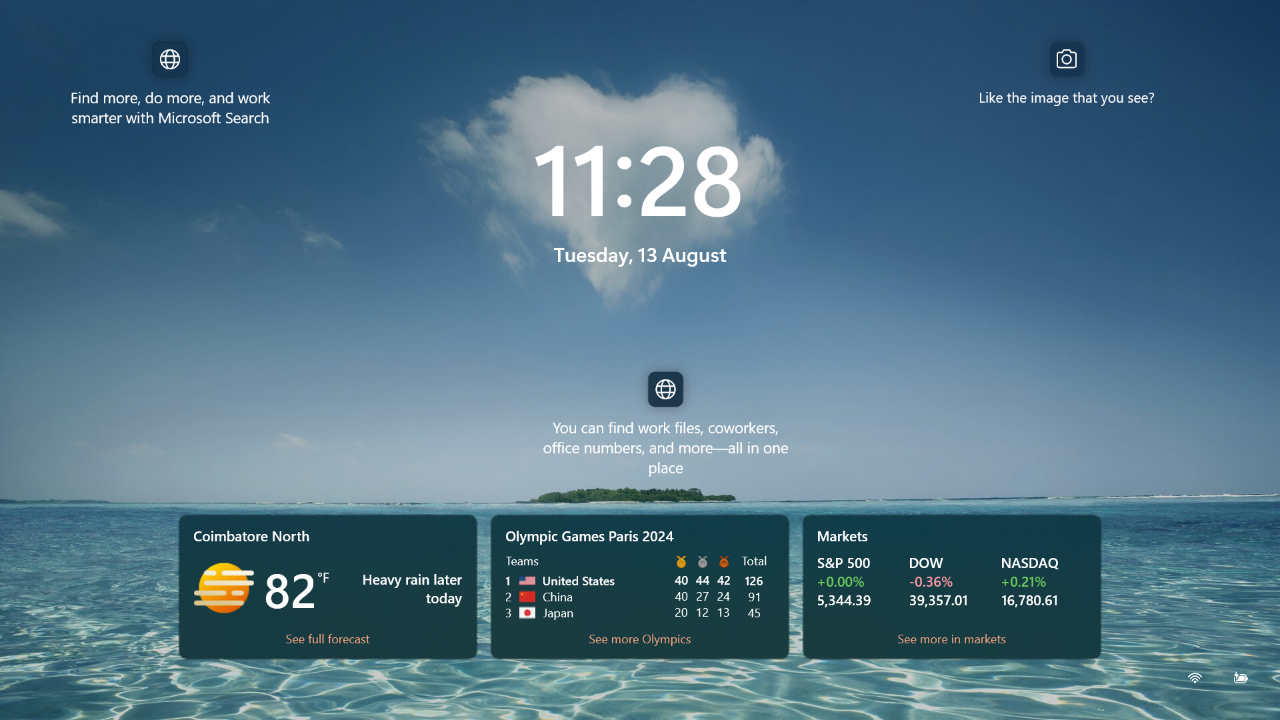 Find more, do more, and work
smarter with Microsoft Search
Like the image that you see?
11:28
Tuesday, 13 August
You can find work files, coworkers,
office numbers, and more—all in one
place
Coimbatore North
82°F
Heavy rain later
today
See full forecast
Olympic Games Paris 2024
Teams Total
1 United States 40 44 42 126
2 China 40 27 24 91
3 Japan 20 12 13 45
See more Olympics
Markets
S&P 500 DOW NASDAQ
+0.00% -0.36% +0.21%
5,344.39 39,357.01 16,780.61
See more in markets